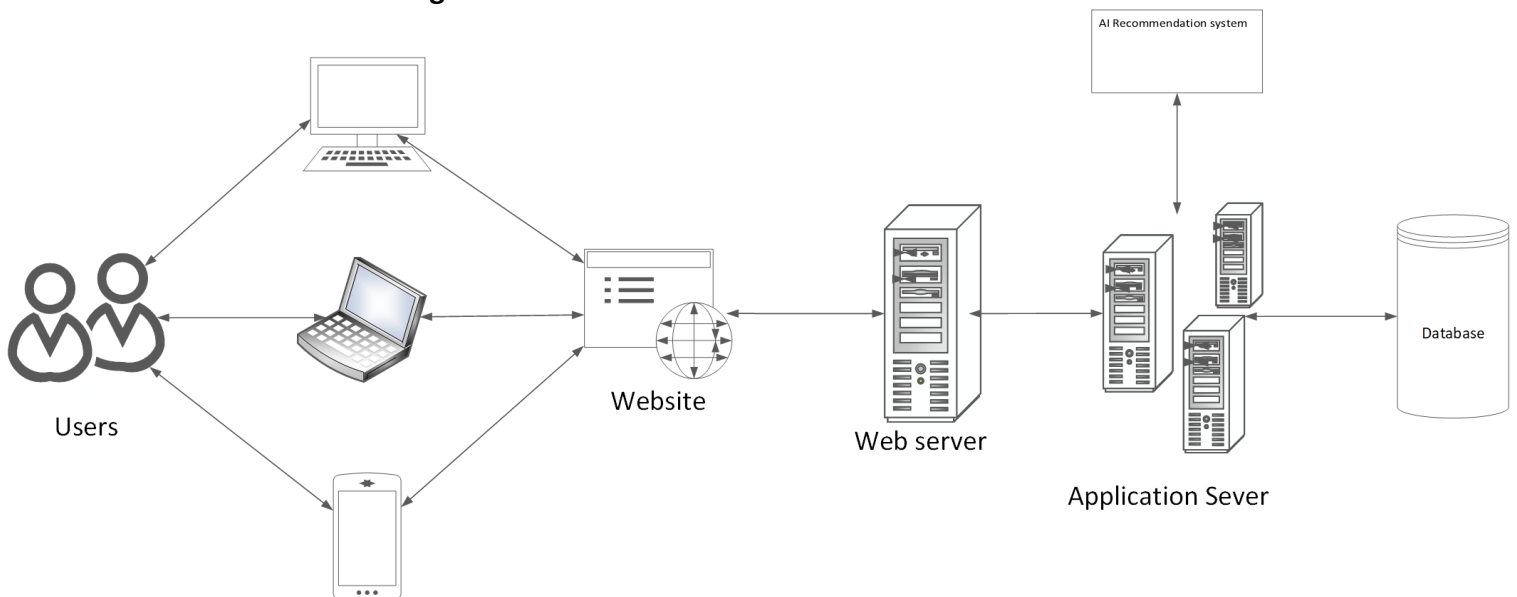 AI Recommendation system
Database
Website
Users
Web server
Application Sever